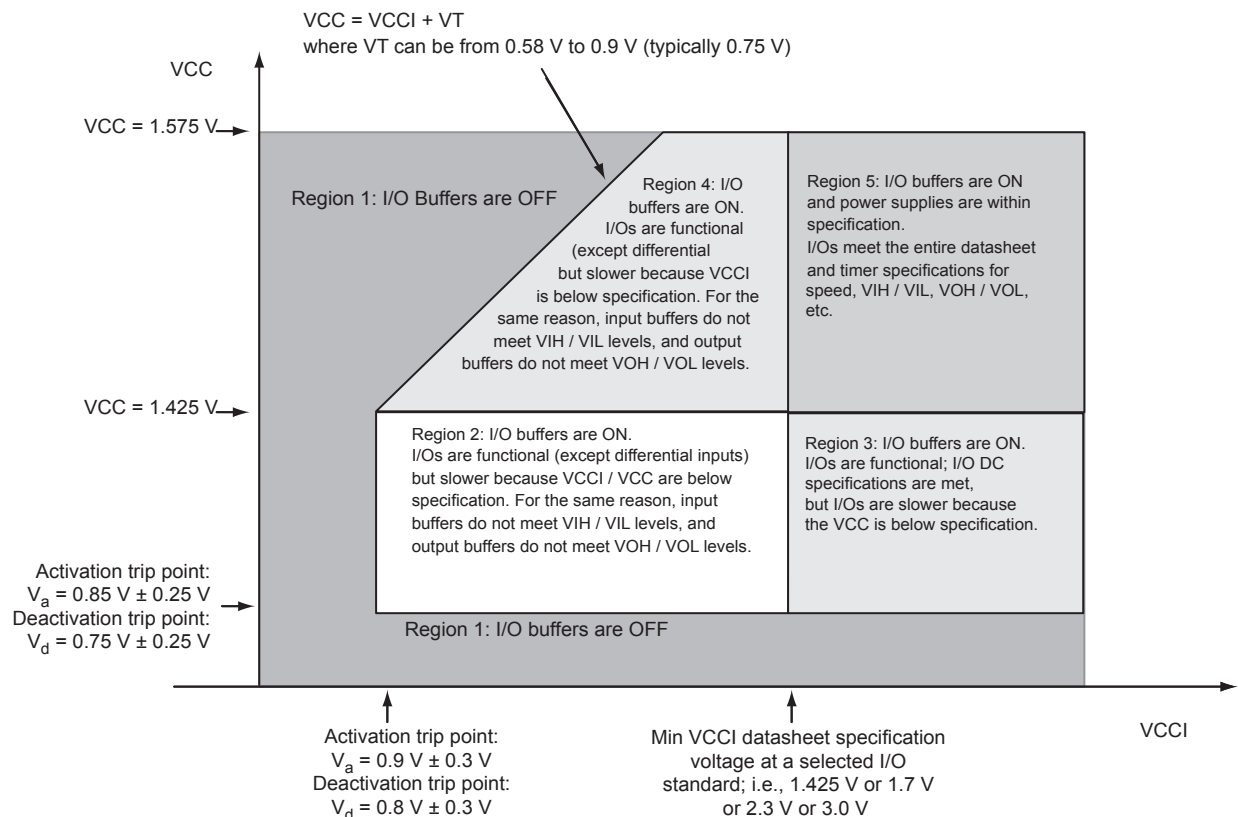 VCC = VCCI + VT
where VT can be from 0.58 V to 0.9 V (typically 0.75 V)
VCC
VCC = 1.575 V
Region 1: I/O Buffers are OFF
Region 4: I/O
buffers are ON.
I/Os are functional
(except differential
but slower because VCCI
is below specification. For the
same reason, input buffers do not
meet VIH / VIL levels, and output
buffers do not meet VOH / VOL levels.
Region 5: I/O buffers are ON
and power supplies are within
specification.
I/Os meet the entire datasheet
and timer specifications for
speed, VIH / VIL, VOH / VOL,
etc.
VCC = 1.425 V
Region 2: I/O buffers are ON.
I/Os are functional (except differential inputs)
but slower because VCCI / VCC are below
specification. For the same reason, input
buffers do not meet VIH / VIL levels, and
output buffers do not meet VOH / VOL levels.
Region 3: I/O buffers are ON.
I/Os are functional; I/O DC
specifications are met,
but I/Os are slower because
the VCC is below specification.
Activation trip point:
Va = 0.85 V ± 0.25 V
Deactivation trip point:
Vd = 0.75 V ± 0.25 V
Region 1: I/O buffers are OFF
VCCI
Activation trip point:
Va = 0.9 V ± 0.3 V
Deactivation trip point:
Vd = 0.8 V ± 0.3 V
Min VCCI datasheet specification
voltage at a selected I/O
standard; i.e., 1.425 V or 1.7 V
or 2.3 V or 3.0 V